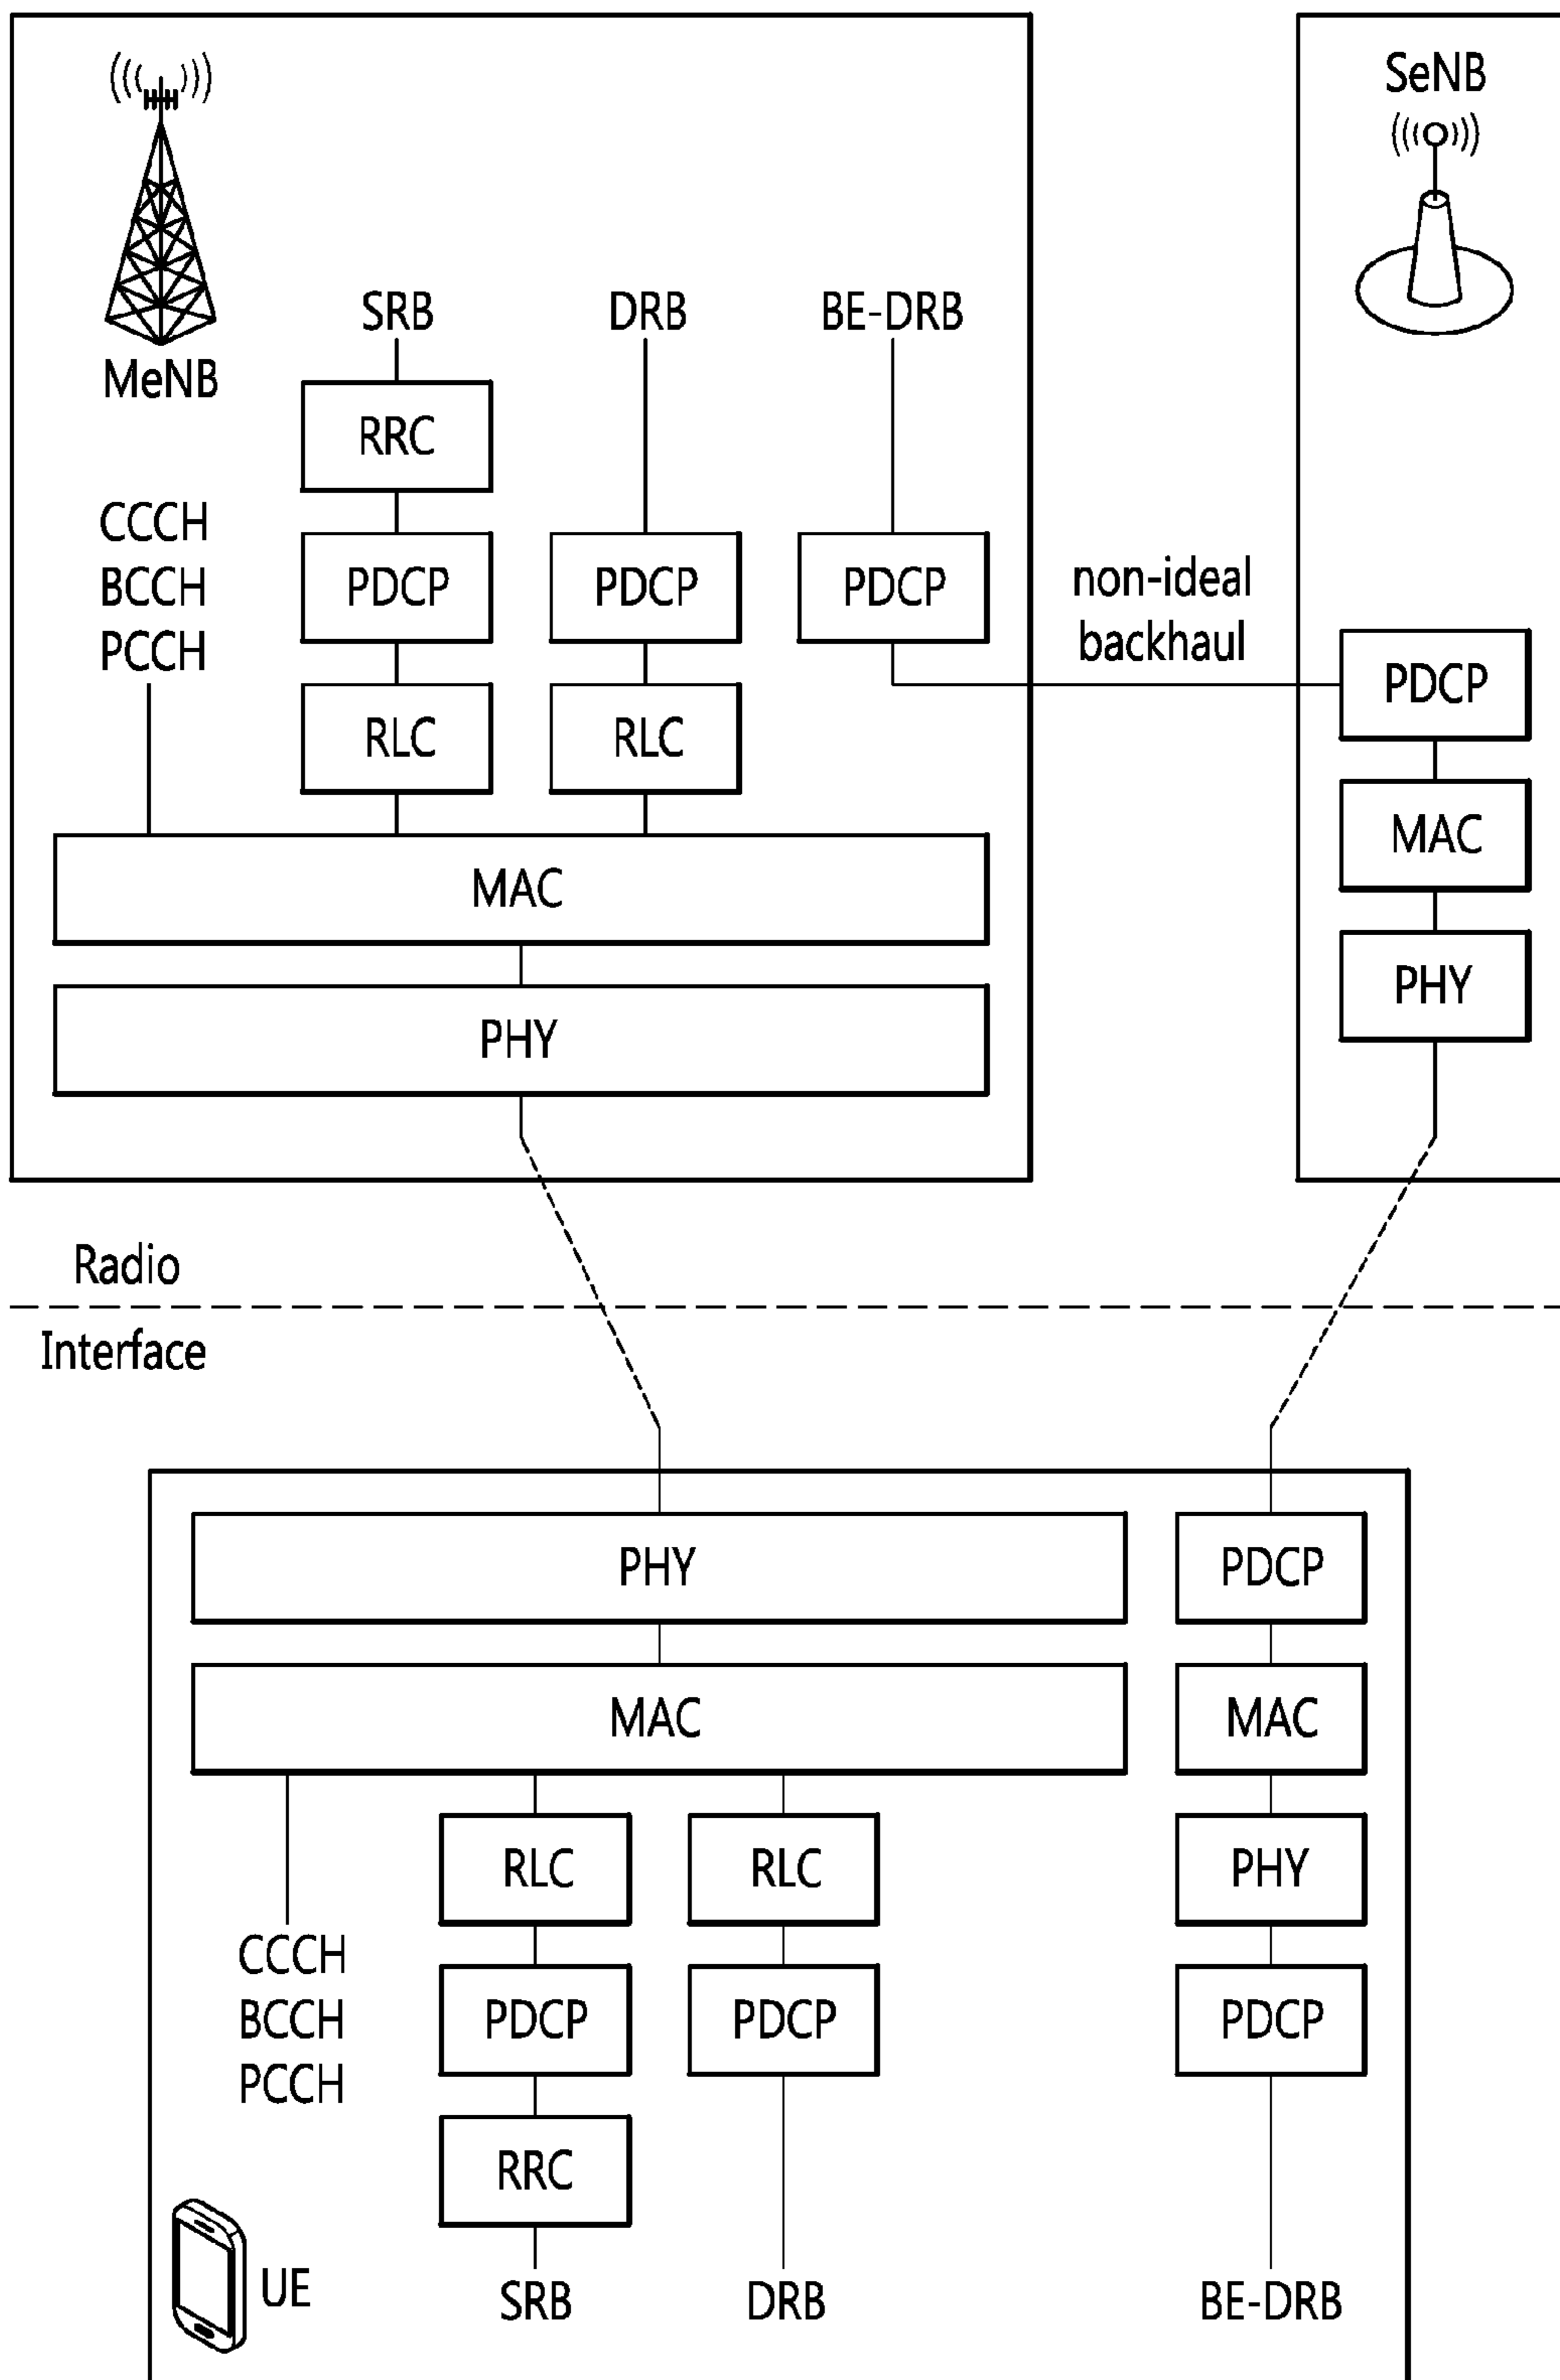 MeNB
SRB
DRB
BE-DRB
RRC
CCCH
BCCH
PCCH
PDCP
PDCP
PDCP
RLC
RLC
MAC
PHY
non-ideal
backhaul
SeNB
PDCP
MAC
PHY
Radio
Interface
PHY
PDCP
MAC
MAC
RLC
RLC
PHY
CCCH
BCCH
PCCH
PDCP
PDCP
PDCP
RRC
UE
SRB
DRB
BE-DRB